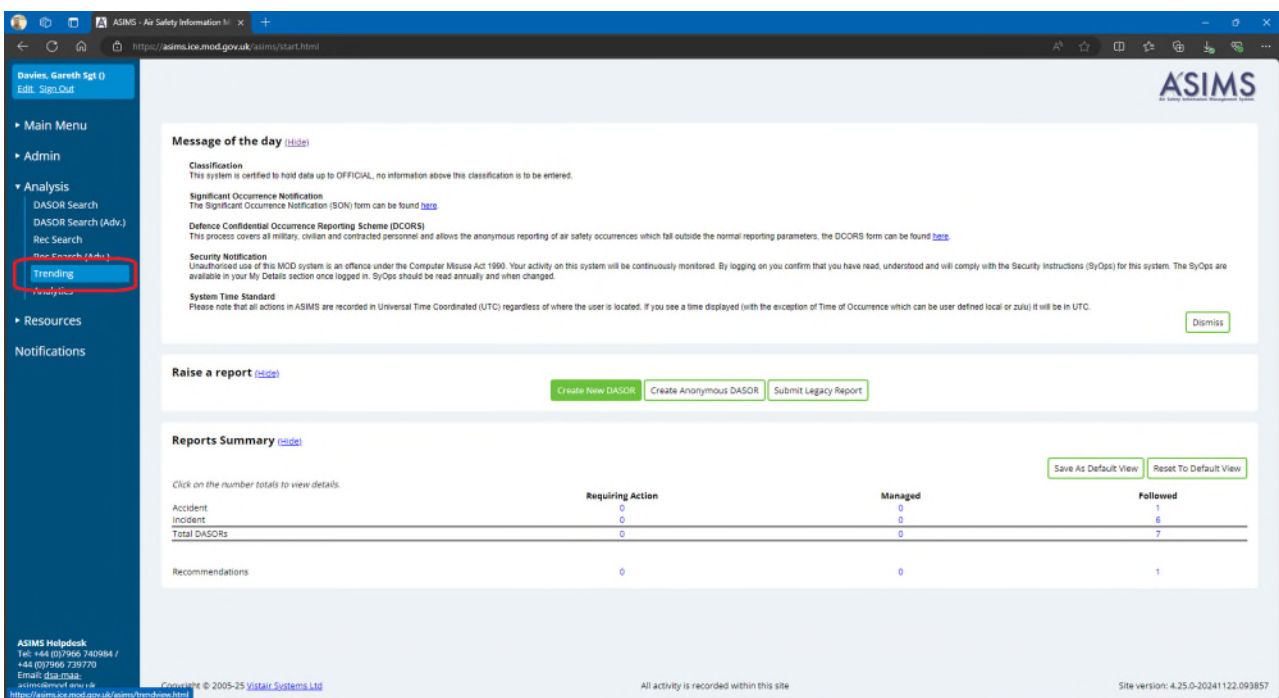 ASIMS - Air Safety Information M
https://asims.ice.mod.gov.uk/asims/start.html
Davies, Gareth Sgt ()
Edit Sign Out
ASIMS
Air Safety Information Management System
Main Menu
Admin
Analysis
DASOR Search
DASOR Search (Adv.)
Rec Search
Rec Search (Adv.)
Trending
Analytics
Resources
Notifications
Message of the day (Hide)
Classification
This system is certified to hold data up to OFFICIAL, no information above this classification is to be entered.
Significant Occurrence Notification
The Significant Occurrence Notification (SON) form can be found here.
Defence Confidential Occurrence Reporting Scheme (DCORS)
This process covers all military, civilian and contracted personnel and allows the anonymous reporting of air safety occurrences which fall outside the normal reporting parameters, the DCORS form can be found here.
Security Notification
Unauthorised use of this MOD system is an offence under the Computer Misuse Act 1990. Your activity on this system will be continuously monitored. By logging on you confirm that you have read, understood and will comply with the Security Instructions (SyOps) for this system. The SyOps are
available in your My Details section once logged in. SyOps should be read annually and when changed.
System Time Standard
Please note that all actions in ASIMS are recorded in Universal Time Coordinated (UTC) regardless of where the user is located. If you see a time displayed (with the exception of Time of Occurrence which can be user defined local or zulu) it will be in UTC.
Dismiss
Raise a report (Hide)
Create New DASOR Create Anonymous DASOR Submit Legacy Report
Reports Summary (Hide)
Save As Default View Reset To Default View
Click on the number totals to view details.
Requiring Action Managed Followed
Accident 0 0 1
Incident 0 0 6
Total DASORs 0 0 7
Recommendations 0 0 1
ASIMS Helpdesk
Tel: +44 (0)7966 740984 /
+44 (0)7966 739770
Email: dsa-maa-
asims@mod.gov.uk
https://asims.ice.mod.gov.uk/asims/trendview.html
Copyright © 2005-25 Vistair Systems Ltd
All activity is recorded within this site
Site version: 4.25.0-20241122.093857